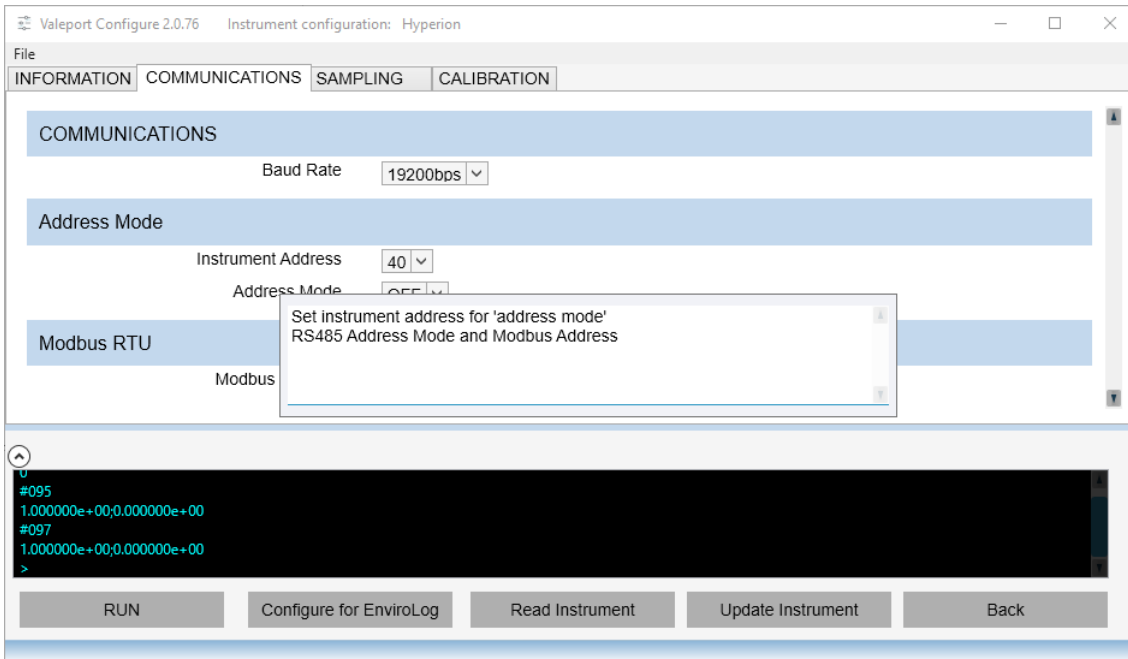 Valeport Configure 2.0.76 Instrument configuration: Hyperion
File
INFORMATION COMMUNICATIONS SAMPLING CALIBRATION
COMMUNICATIONS
Baud Rate 19200bps
Address Mode
Instrument Address 40
Address Mode OFF
Set instrument address for 'address mode'
RS485 Address Mode and Modbus Address
Modbus RTU
Modbus
0
#095
1.000000e+00;0.000000e+00
#097
1.000000e+00;0.000000e+00
>
RUN Configure for EnviroLog Read Instrument Update Instrument Back